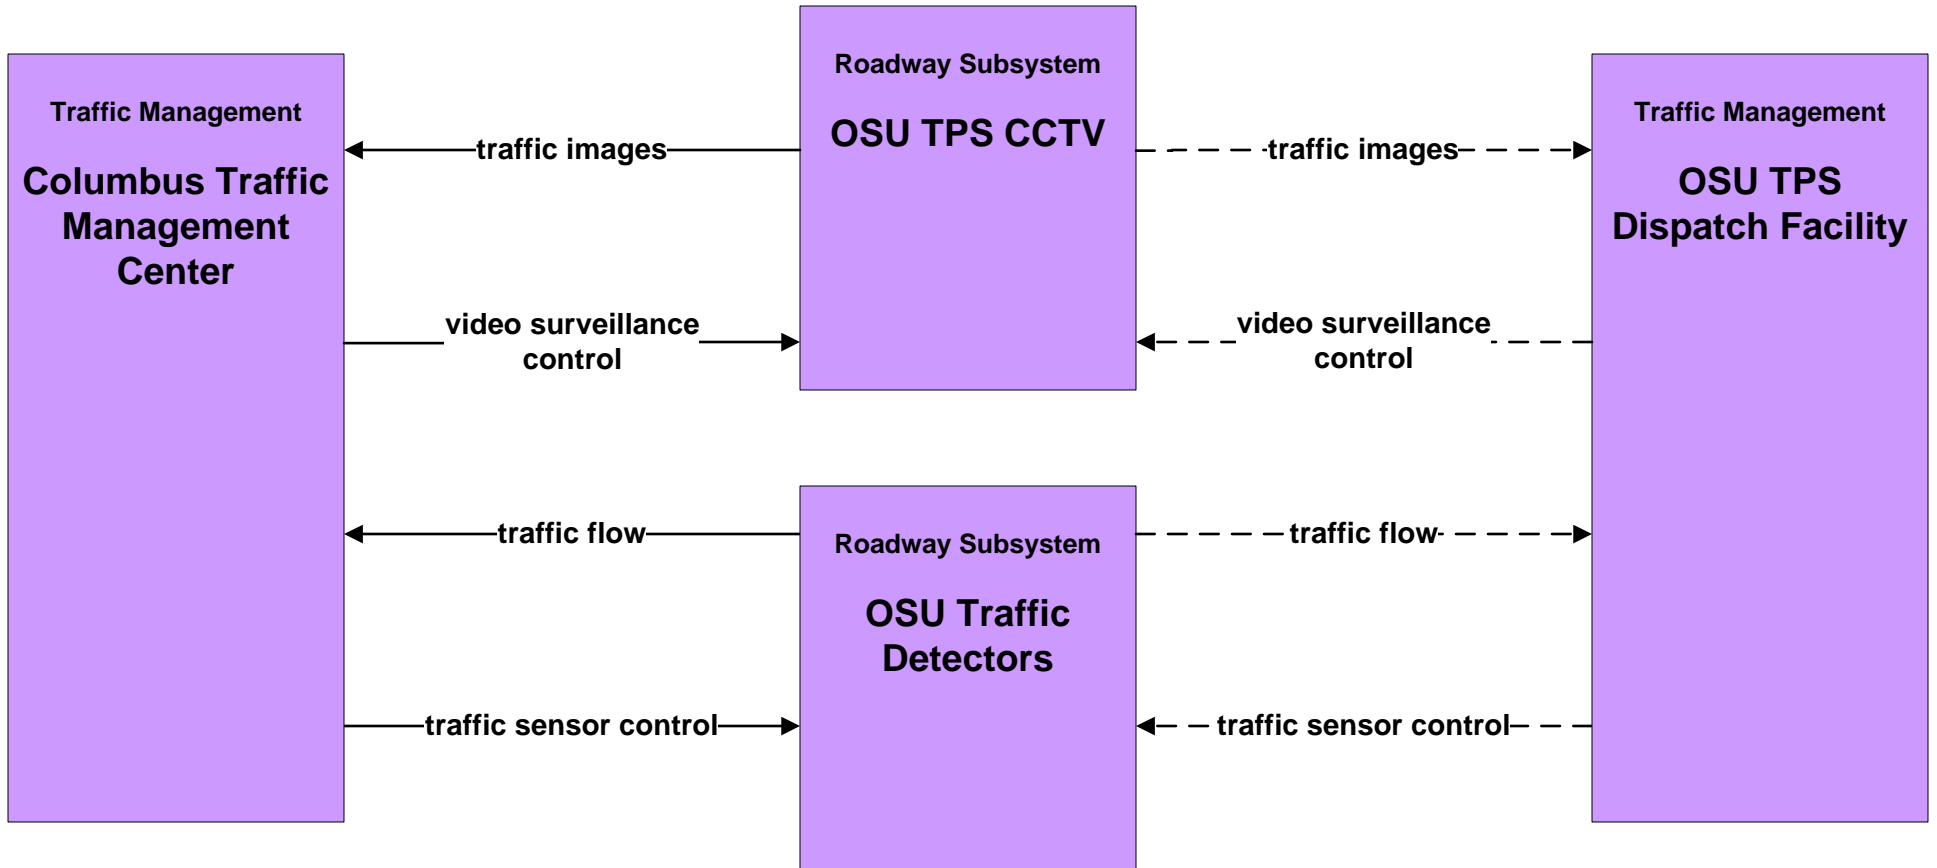 Traffic Management
Columbus Traffic
Management
Center
traffic images
video surveillance
control
traffic flow
traffic sensor control
Roadway Subsystem
OSU TPS CCTV
Roadway Subsystem
OSU Traffic
Detectors
traffic images
video surveillance
control
traffic flow
traffic sensor control
Traffic Management
OSU TPS
Dispatch Facility